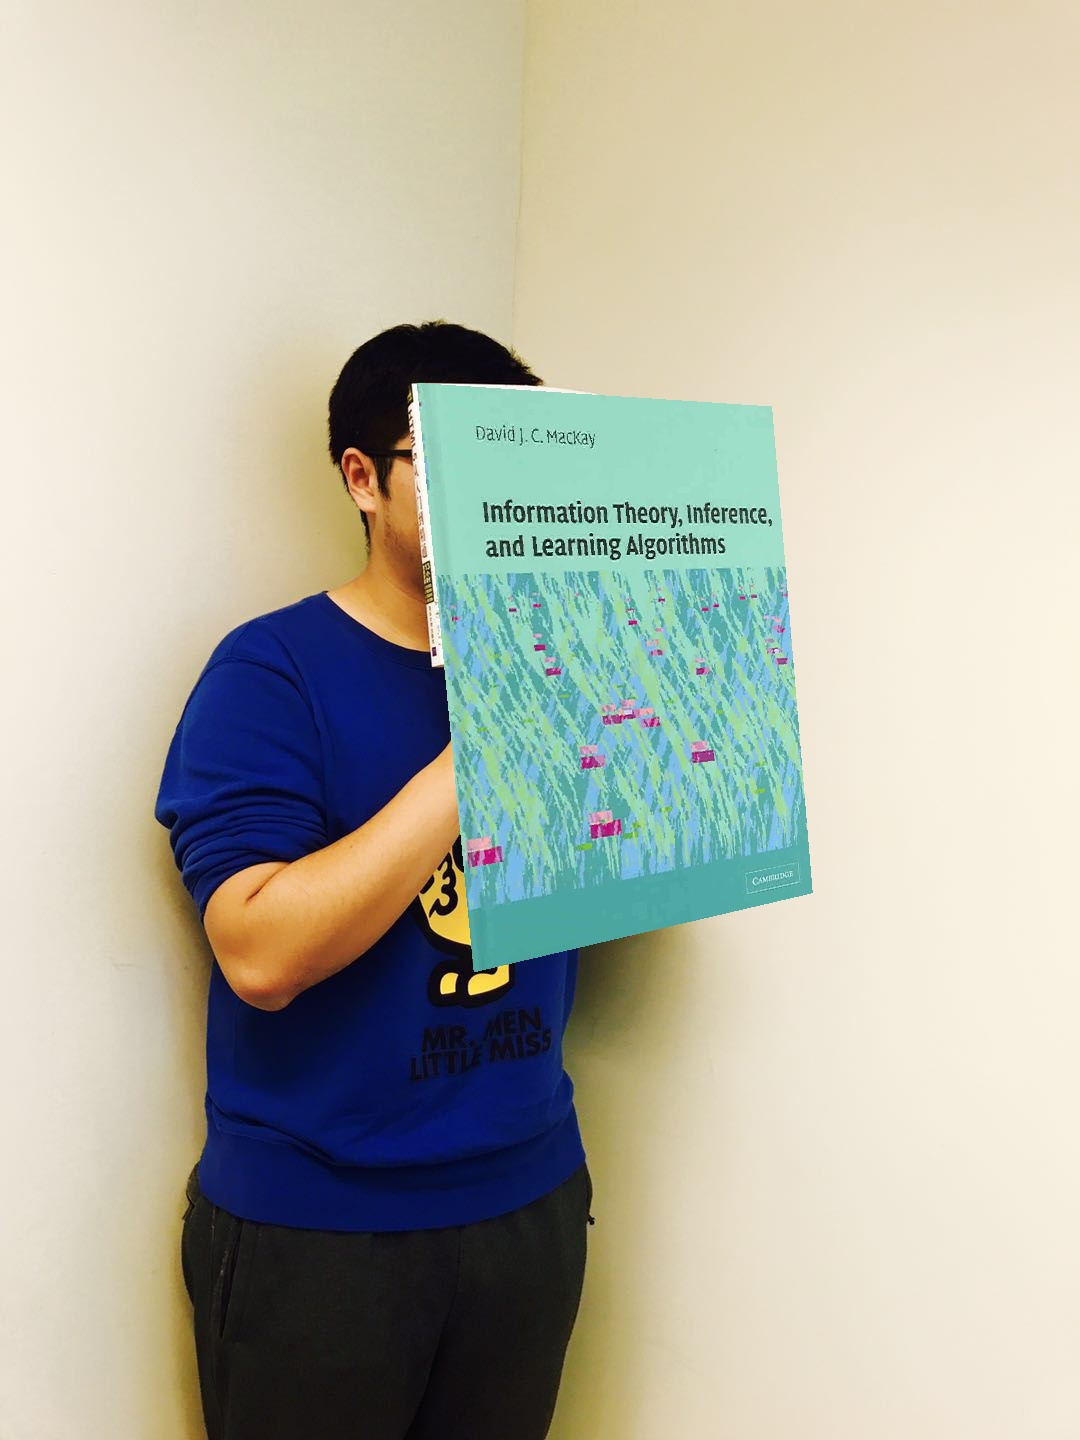 David J. C. MacKay
Information Theory, Inference,
and Learning Algorithms
CAMBRIDGE
MR. MEN
LITTLE MISS